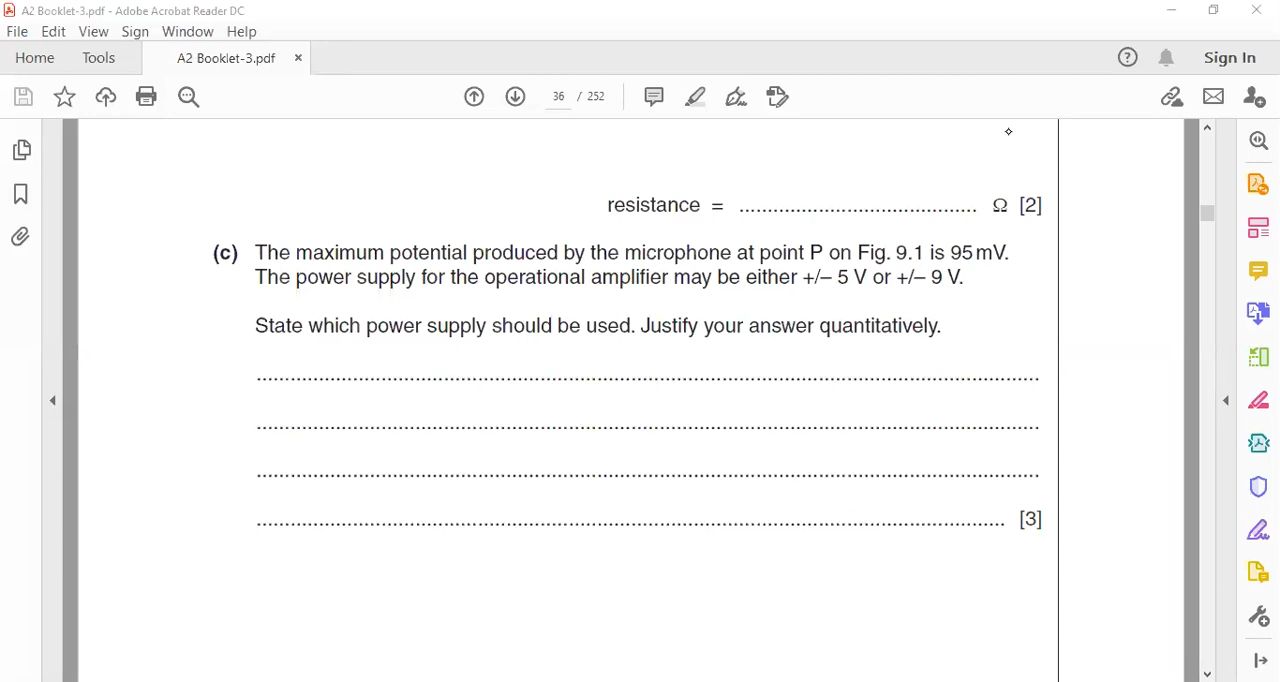 A2 Booklet-3.pdf - Adobe Acrobat Reader DC
File Edit View Sign Window Help
Home Tools A2 Booklet-3.pdf × Sign In
36 / 252
resistance = .......................................... Ω [2]
(c) The maximum potential produced by the microphone at point P on Fig. 9.1 is 95 mV.
The power supply for the operational amplifier may be either +/– 5 V or +/– 9 V.
State which power supply should be used. Justify your answer quantitatively.
..........................................................................................................................................
..........................................................................................................................................
..........................................................................................................................................
.................................................................................................................................... [3]